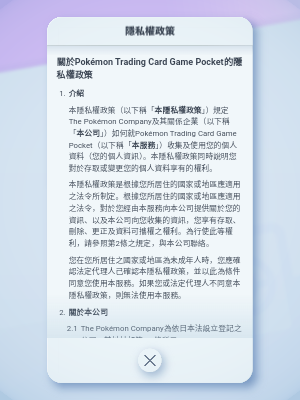 隱私權政策
關於Pokémon Trading Card Game Pocket的隱
私權政策
1. 介紹
本隱私權政策（以下稱「本隱私權政策」）規定
The Pokémon Company及其關係企業（以下稱
「本公司」）如何就Pokémon Trading Card Game
Pocket（以下稱「本服務」）收集及使用您的個人
資料（您的個人資訊）。本隱私權政策同時說明您
對於存取或變更您的個人資料享有的權利。
本隱私權政策是根據您所居住的國家或地區應適用
之法令所制定。根據您所居住的國家或地區應適用
之法令，對於您經由本服務向本公司提供關於您的
資訊、以及本公司向您收集的資訊，您享有存取、
刪除、更正及資料可攜權之權利。為行使此等權
利，請參照第2條之規定，與本公司聯絡。
您在您所居住之國家或地區為未成年人時，您應確
認法定代理人已確認本隱私權政策，並以此為條件
同意您使用本服務。如果您或法定代理人不同意本
隱私權政策，則無法使用本服務。
2. 關於本公司
2.1 The Pokémon Company為依日本法設立登記之